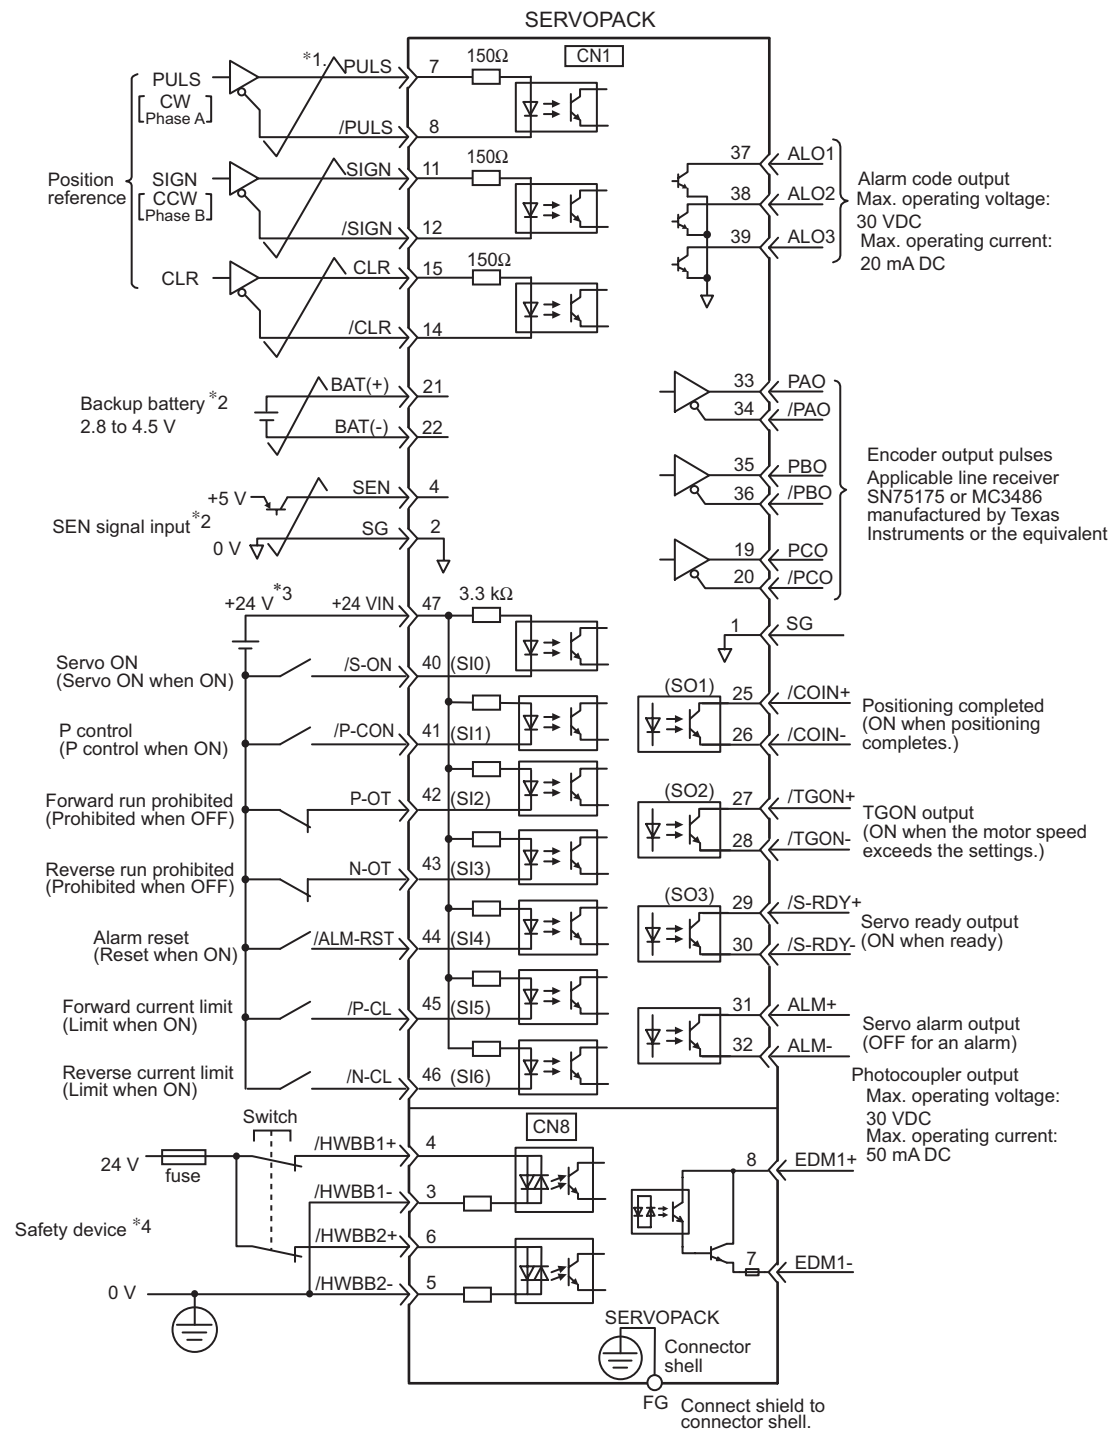 SERVOPACK
CN1
Position
reference
PULS
CW
Phase A
*1.
PULS
7
150Ω
/PULS
8
SIGN
CCW
Phase B
SIGN
11
150Ω
/SIGN
12
CLR
CLR
15
150Ω
/CLR
14
Backup battery *2
2.8 to 4.5 V
BAT(+)
21
BAT(-)
22
SEN signal input*2
+5 V
SEN
4
0 V
SG
2
+24 V*3
+24 VIN
47
3.3 kΩ
Servo ON
(Servo ON when ON)
/S-ON
40 (SI0)
P control
(P control when ON)
/P-CON
41 (SI1)
Forward run prohibited
(Prohibited when OFF)
P-OT
42 (SI2)
Reverse run prohibited
(Prohibited when OFF)
N-OT
43 (SI3)
Alarm reset
(Reset when ON)
/ALM-RST
44 (SI4)
Forward current limit
(Limit when ON)
/P-CL
45 (SI5)
Reverse current limit
(Limit when ON)
/N-CL
46 (SI6)
37
ALO1
38
ALO2
39
ALO3
Alarm code output
Max. operating voltage:
30 VDC
Max. operating current:
20 mA DC
33
PAO
34
/PAO
35
PBO
36
/PBO
19
PCO
20
/PCO
Encoder output pulses
Applicable line receiver
SN75175 or MC3486
manufactured by Texas
Instruments or the equivalent
1
SG
(SO1)
25
/COIN+
26
/COIN-
Positioning completed
(ON when positioning
completes.)
(SO2)
27
/TGON+
28
/TGON-
TGON output
(ON when the motor speed
exceeds the settings.)
(SO3)
29
/S-RDY+
30
/S-RDY-
Servo ready output
(ON when ready)
31
ALM+
32
ALM-
Servo alarm output
(OFF for an alarm)
Photocoupler output
Max. operating voltage:
30 VDC
Max. operating current:
50 mA DC
CN8
Switch
24 V
fuse
/HWBB1+
4
/HWBB1-
3
Safety device *4
/HWBB2+
6
/HWBB2-
5
0 V
8
EDM1+
7
EDM1-
SERVOPACK
Connector
shell
FG
Connect shield to
connector shell.